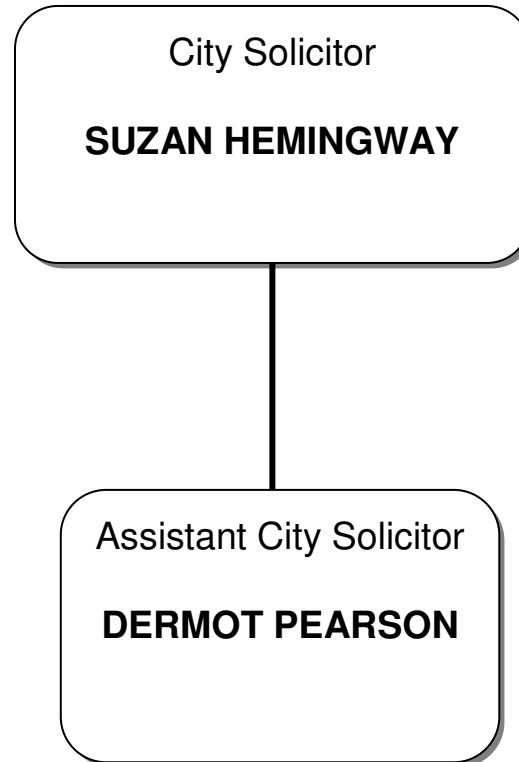 City Solicitor
SUZAN HEMINGWAY
Assistant City Solicitor
DERMOT PEARSON